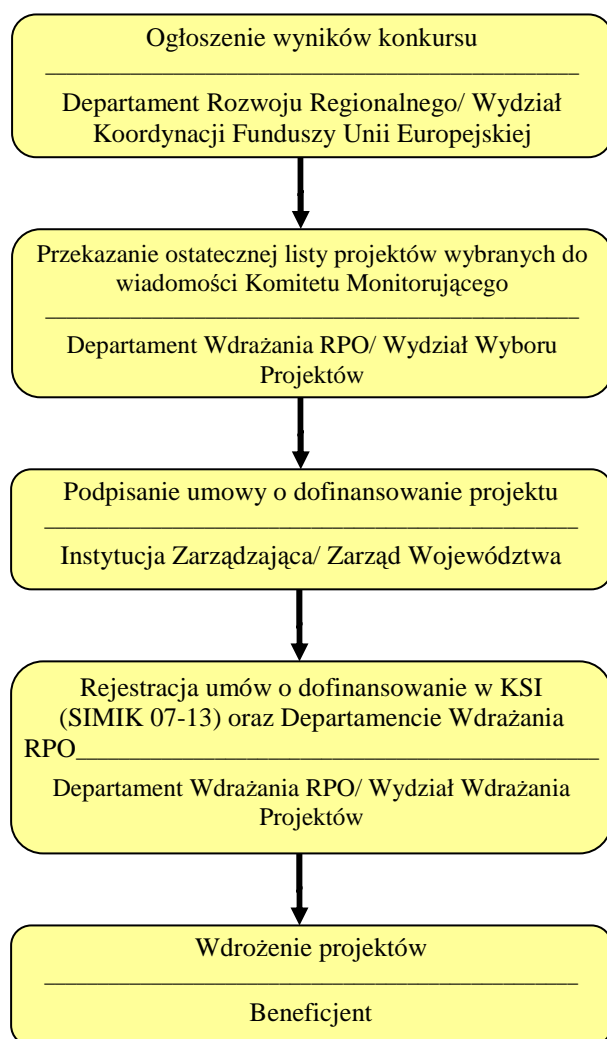 Ogłoszenie wyników konkursu
Departament Rozwoju Regionalnego/ Wydział
Koordynacji Funduszy Unii Europejskiej
Przekazanie ostatecznej listy projektów wybranych do
wiadomości Komitetu Monitorującego
Departament Wdrażania RPO/ Wydział Wyboru
Projektów
Podpisanie umowy o dofinansowanie projektu
Instytucja Zarządzająca/ Zarząd Województwa
Rejestracja umów o dofinansowanie w KSI
(SIMIK 07-13) oraz Departamencie Wdrażania
RPO
Departament Wdrażania RPO/ Wydział Wdrażania
Projektów
Wdrożenie projektów
Beneficjent